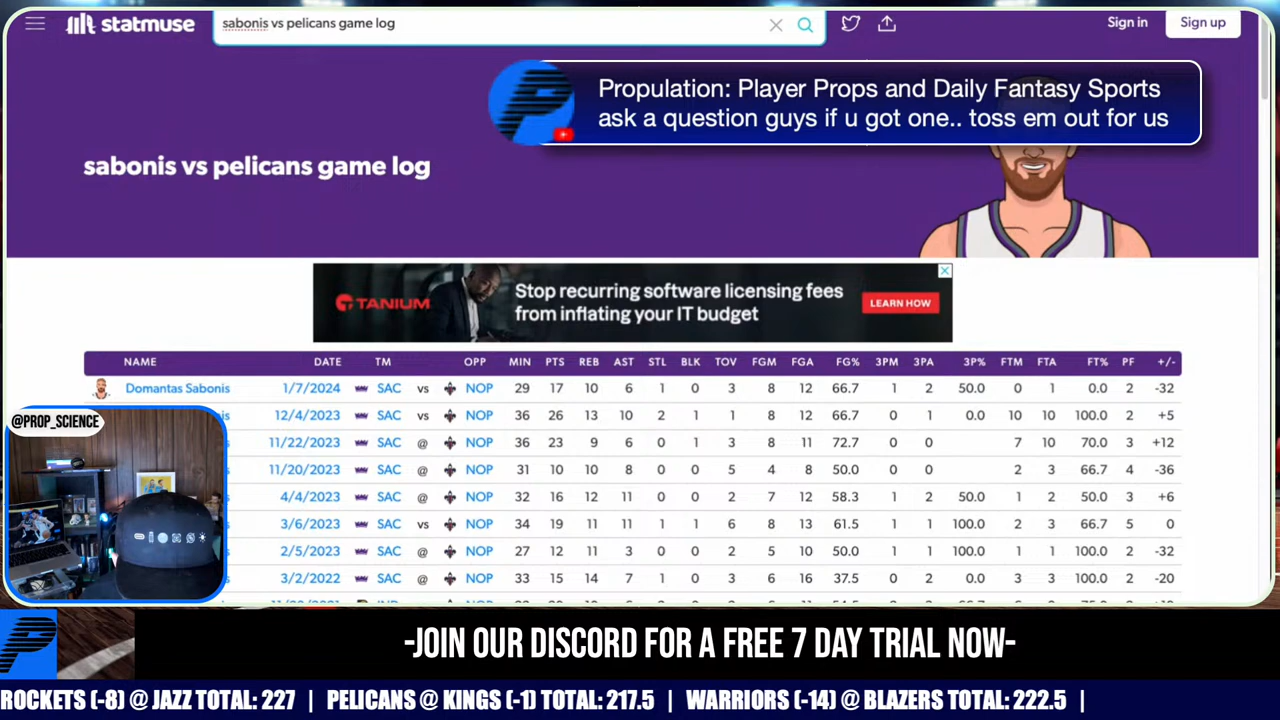 statmuse
sabonis vs pelicans game log
Sign in
Sign up
Propulation: Player Props and Daily Fantasy Sports
ask a question guys if u got one.. toss em out for us
sabonis vs pelicans game log
TANIUM
Stop recurring software licensing fees
from inflating your IT budget
LEARN HOW
NAME DATE TM OPP MIN PTS REB AST STL BLK TOV FGM FGA FG% 3PM 3PA 3P% FTM FTA FT% PF +/-
Domantas Sabonis 1/7/2024 SAC vs NOP 29 17 10 6 1 0 3 8 12 66.7 1 2 50.0 0 1 0.0 2 -32
12/4/2023 SAC vs NOP 36 26 13 10 2 1 1 8 12 66.7 0 1 0.0 10 10 100.0 2 +5
11/22/2023 SAC @ NOP 36 23 9 6 0 1 3 8 11 72.7 0 0 7 10 70.0 3 +12
11/20/2023 SAC @ NOP 31 10 10 8 0 0 5 4 8 50.0 0 0 2 3 66.7 4 -36
4/4/2023 SAC @ NOP 32 16 12 11 0 0 2 7 12 58.3 1 2 50.0 1 2 50.0 3 +6
3/6/2023 SAC vs NOP 34 19 11 11 1 1 6 8 13 61.5 1 1 100.0 2 3 66.7 5 0
2/5/2023 SAC @ NOP 27 12 11 3 0 0 2 5 10 50.0 1 1 100.0 1 1 100.0 2 -32
3/2/2022 SAC @ NOP 33 15 14 7 1 0 3 6 16 37.5 0 2 0.0 3 3 100.0 2 -20
@PROP_SCIENCE
-JOIN OUR DISCORD FOR A FREE 7 DAY TRIAL NOW-
ROCKETS (-8) @ JAZZ TOTAL: 227 | PELICANS @ KINGS (-1) TOTAL: 217.5 | WARRIORS (-14) @ BLAZERS TOTAL: 222.5 |